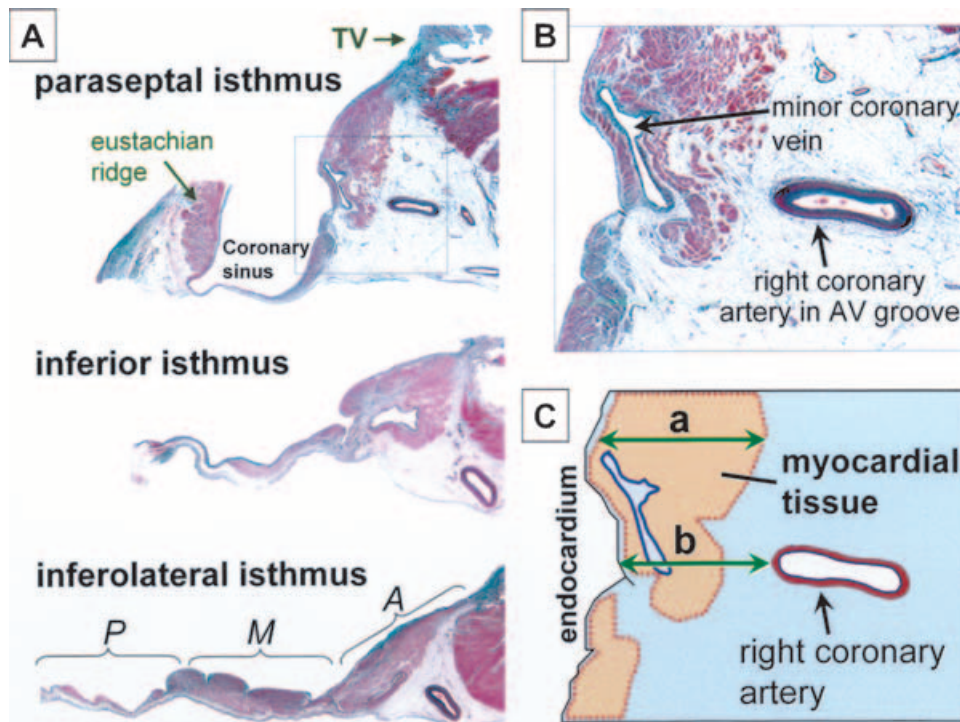 A
TV
paraseptal isthmus
eustachian
ridge
Coronary
sinus
inferior isthmus
inferolateral isthmus
P
M
A
B
minor coronary
vein
right coronary
artery in AV groove
C
a
myocardial
tissue
b
endocardium
right coronary
artery